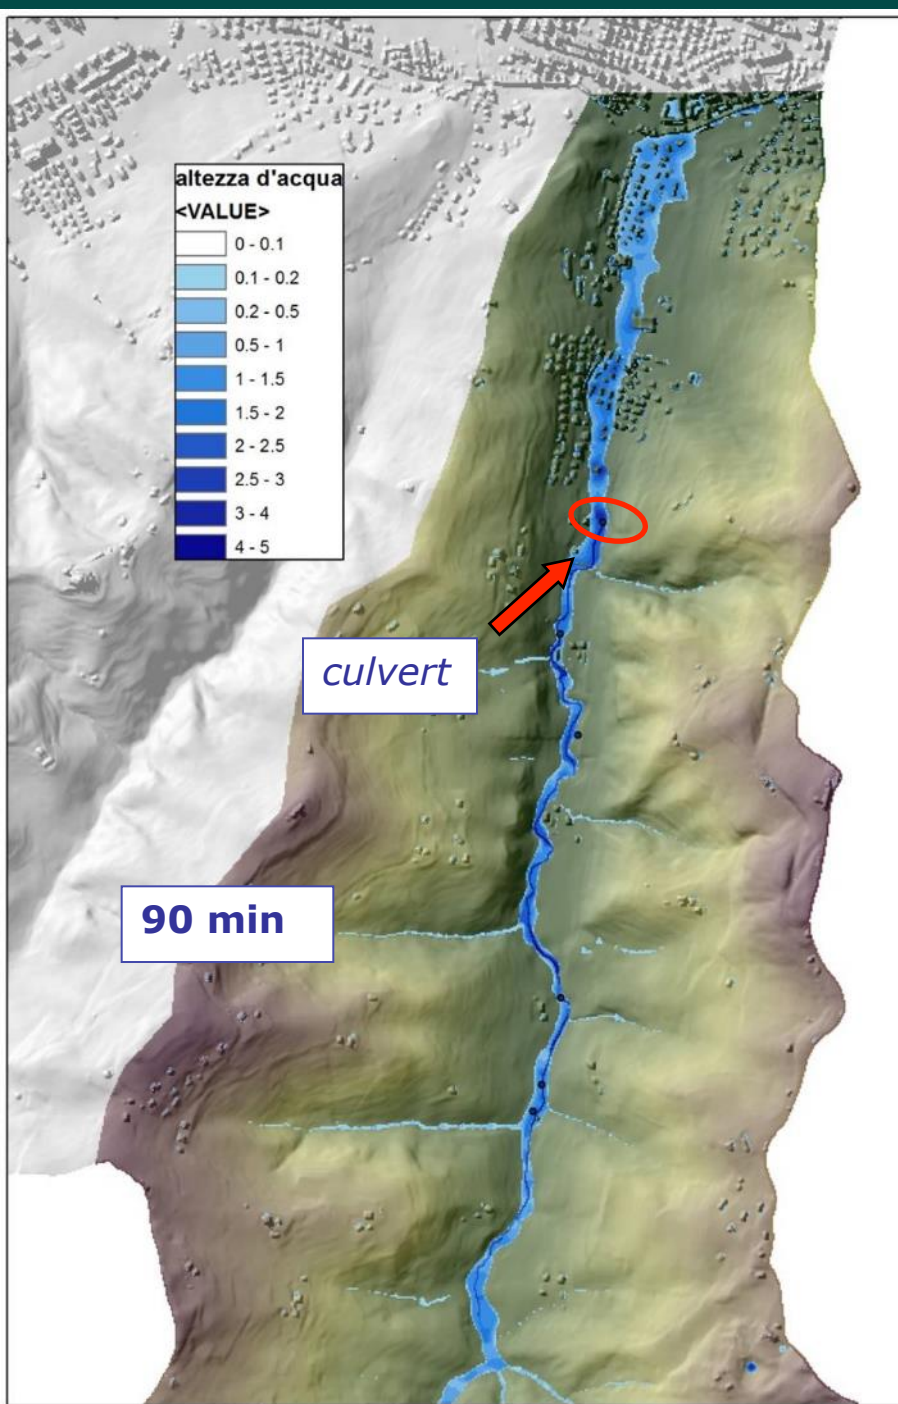 altezza d'acqua
<VALUE>
0 - 0.1
0.1 - 0.2
0.2 - 0.5
0.5 - 1
1 - 1.5
1.5 - 2
2 - 2.5
2.5 - 3
3 - 4
4 - 5
culvert
90 min